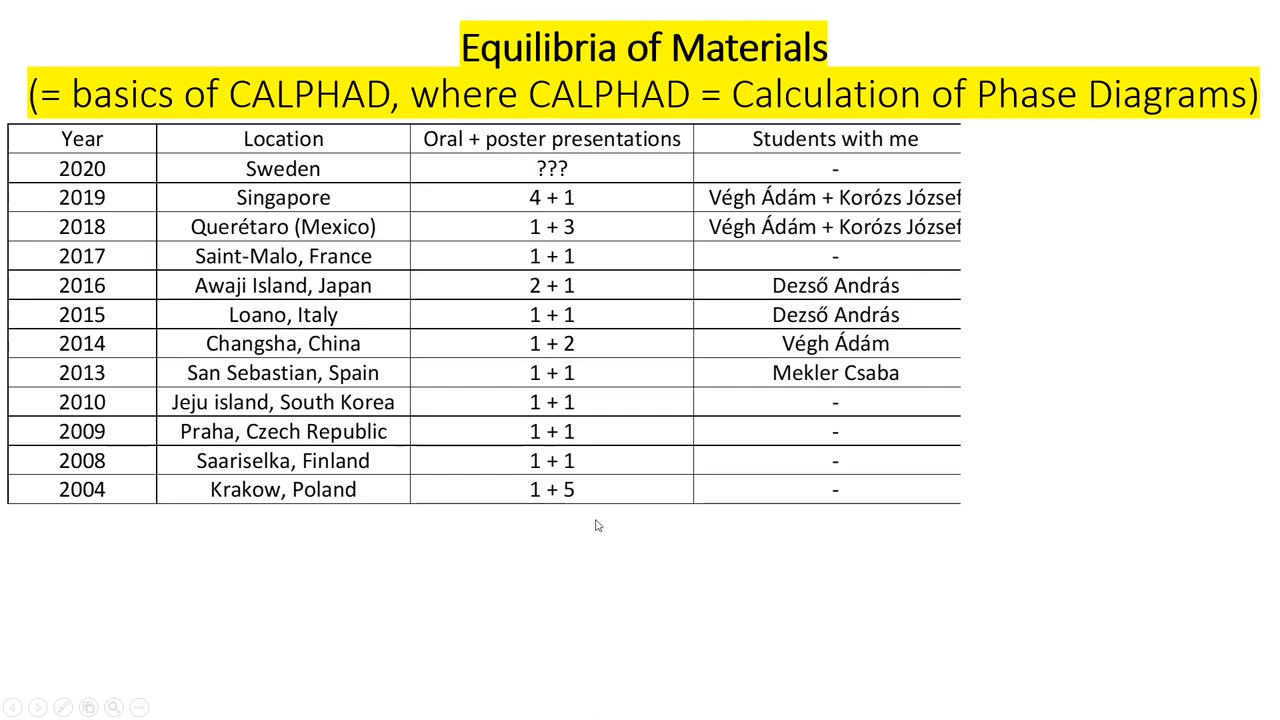 Equilibria of Materials
(= basics of CALPHAD, where CALPHAD = Calculation of Phase Diagrams)
Year Location Oral + poster presentations Students with me
2020 Sweden ??? -
2019 Singapore 4 + 1 Végh Ádám + Korózs József
2018 Querétaro (Mexico) 1 + 3 Végh Ádám + Korózs József
2017 Saint-Malo, France 1 + 1 -
2016 Awaji Island, Japan 2 + 1 Dezső András
2015 Loano, Italy 1 + 1 Dezső András
2014 Changsha, China 1 + 2 Végh Ádám
2013 San Sebastian, Spain 1 + 1 Mekler Csaba
2010 Jeju island, South Korea 1 + 1 -
2009 Praha, Czech Republic 1 + 1 -
2008 Saariselka, Finland 1 + 1 -
2004 Krakow, Poland 1 + 5 -